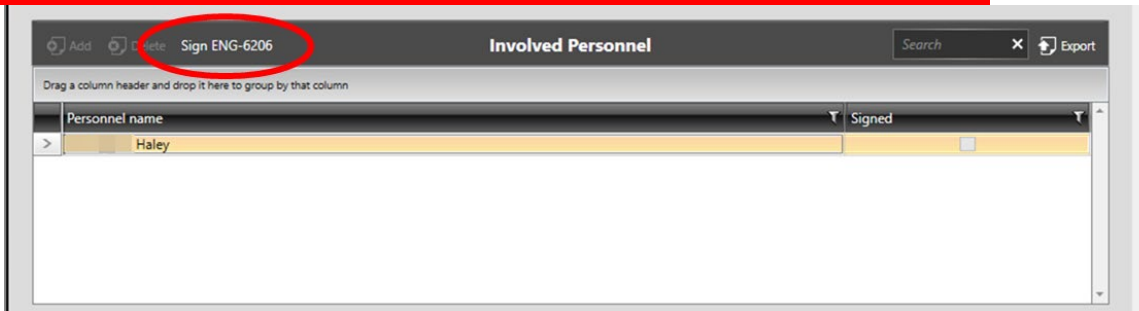 Add Delete Sign ENG-6206 Involved Personnel Search Export
Drag a column header and drop it here to group by that column
Personnel name Signed
Haley